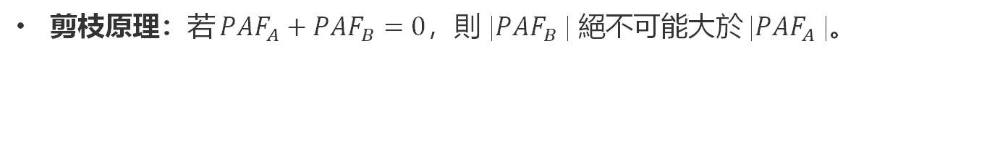 • 剪枝原理：若 $PAF_A + PAF_B = 0$，則 $|PAF_B|$ 絕不可能大於 $|PAF_A|$。